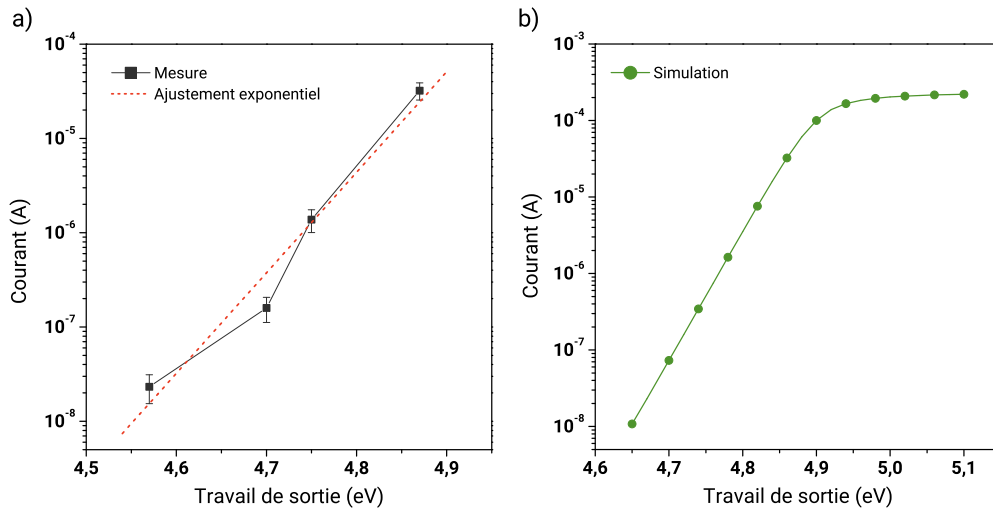 a)
10⁻⁴
10⁻⁵
10⁻⁶
10⁻⁷
10⁻⁸
Courant (A)
Mesure
Ajustement exponentiel
4,5 4,6 4,7 4,8 4,9
Travail de sortie (eV)
b)
10⁻³
10⁻⁴
10⁻⁵
10⁻⁶
10⁻⁷
10⁻⁸
Courant (A)
Simulation
4,6 4,7 4,8 4,9 5,0 5,1
Travail de sortie (eV)